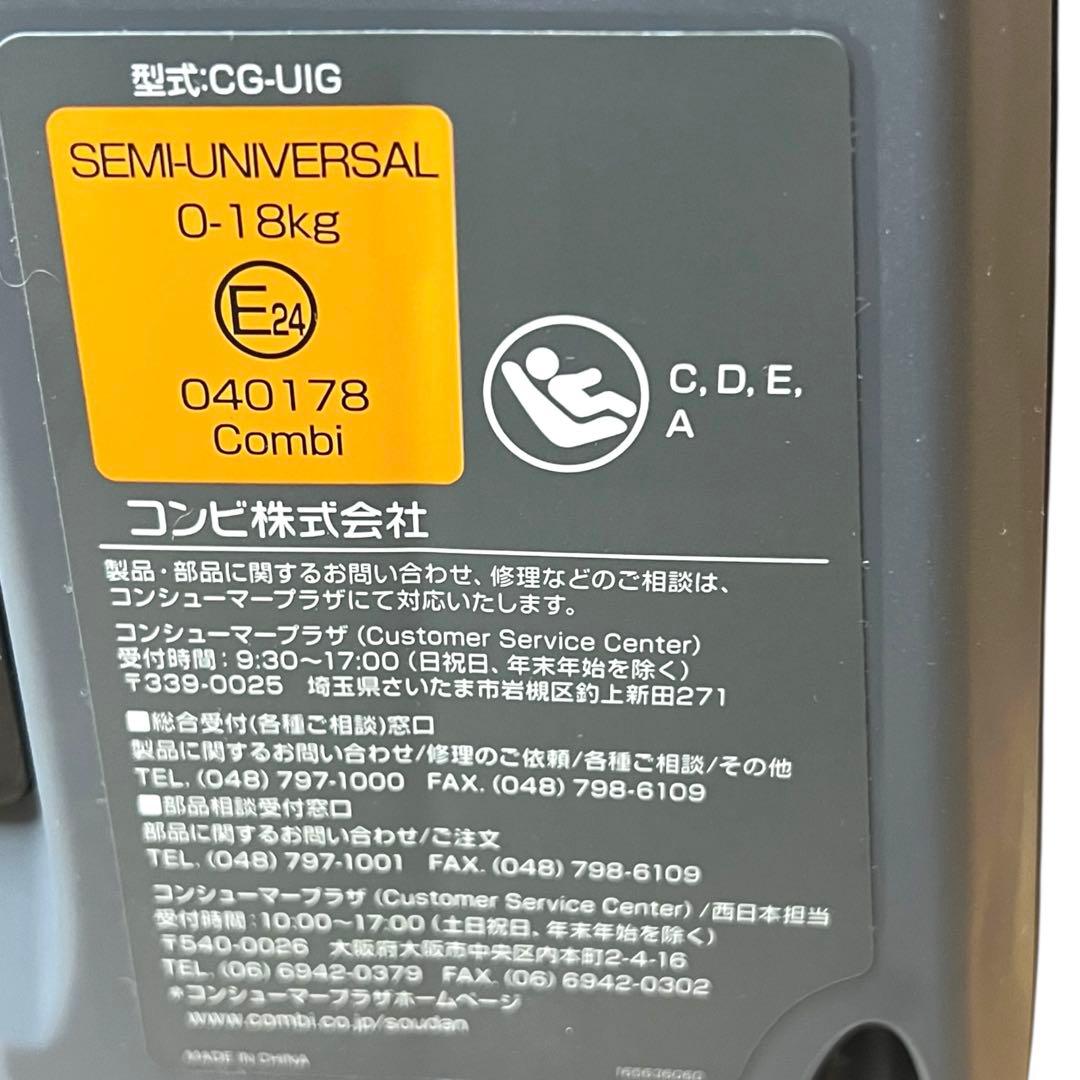 型式:CG-UIG
SEMI-UNIVERSAL
0-18kg
E24
040178
Combi
C, D, E,
A
コンビ株式会社
製品・部品に関するお問い合わせ、修理などのご相談は、
コンシューマープラザにて対応いたします。
コンシューマープラザ (Customer Service Center)
受付時間:9:30〜17:00(日祝日、年末年始を除く)
〒339-0025 埼玉県さいたま市岩槻区釣上新田271
■総合受付(各種ご相談)窓口
製品に関するお問い合わせ/修理のご依頼/各種ご相談/その他
TEL. (048) 797-1000 FAX. (048) 798-6109
■部品相談受付窓口
部品に関するお問い合わせ/ご注文
TEL. (048) 797-1001 FAX. (048) 798-6109
コンシューマープラザ (Customer Service Center) /西日本担当
受付時間:10:00〜17:00(土日祝日、年末年始を除く)
〒540-0026 大阪府大阪市中央区内本町2-4-16
TEL. (06) 6942-0379 FAX. (06) 6942-0302
*コンシューマープラザホームページ
www.combi.co.jp/soudan
MADE IN CHINA